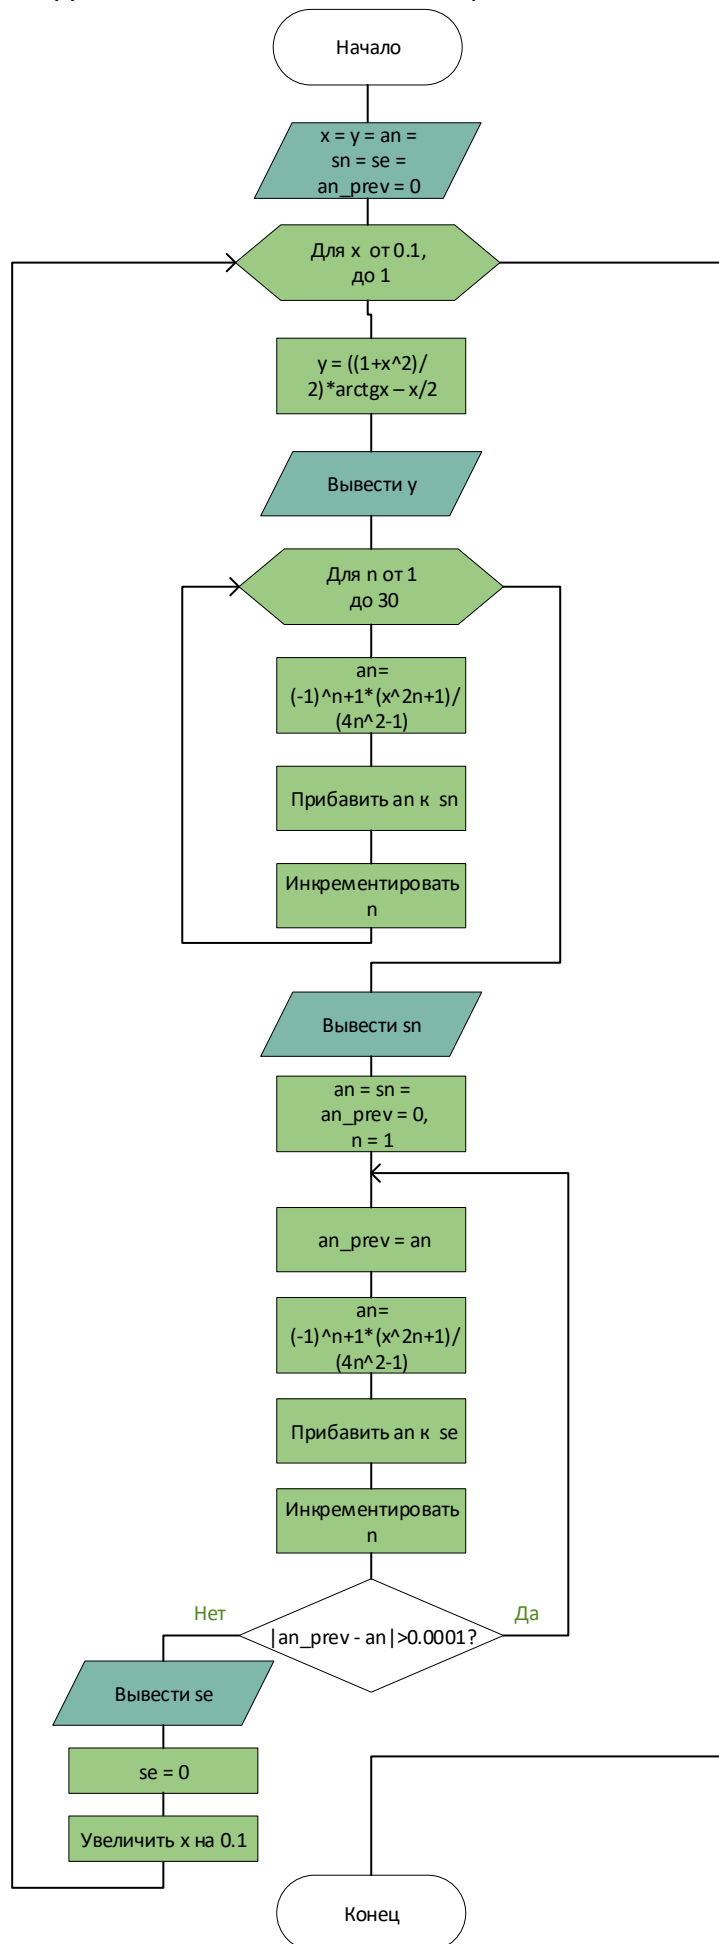 Начало
x = y = an =
sn = se =
an_prev = 0
Для x от 0.1,
до 1
y = ((1+x^2)/
2)*arctgx – x/2
Вывести y
Для n от 1
до 30
an=
(-1)^n+1*(x^2n+1)/
(4n^2-1)
Прибавить an к sn
Инкрементировать
n
Вывести sn
an = sn =
an_prev = 0,
n = 1
an_prev = an
an=
(-1)^n+1*(x^2n+1)/
(4n^2-1)
Прибавить an к se
Инкрементировать
n
Нет
Да
|an_prev - an|>0.0001?
Вывести se
se = 0
Увеличить x на 0.1
Конец